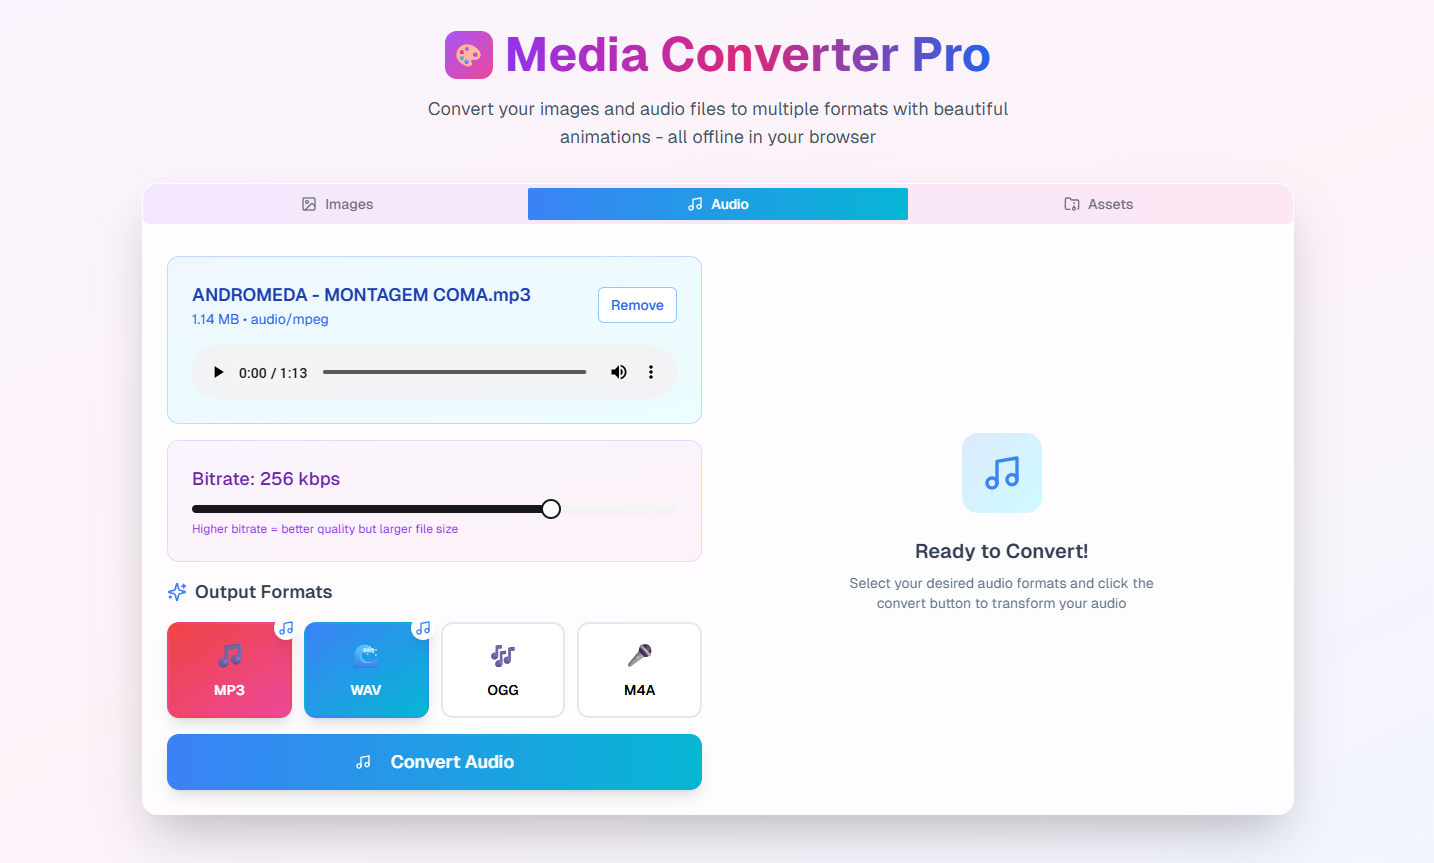 Media Converter Pro
Convert your images and audio files to multiple formats with beautiful
animations - all offline in your browser
Images
Audio
Assets
ANDROMEDA - MONTAGEM COMA.mp3
1.14 MB • audio/mpeg
Remove
0:00 / 1:13
Bitrate: 256 kbps
Higher bitrate = better quality but larger file size
Output Formats
MP3
WAV
OGG
M4A
Convert Audio
Ready to Convert!
Select your desired audio formats and click the
convert button to transform your audio